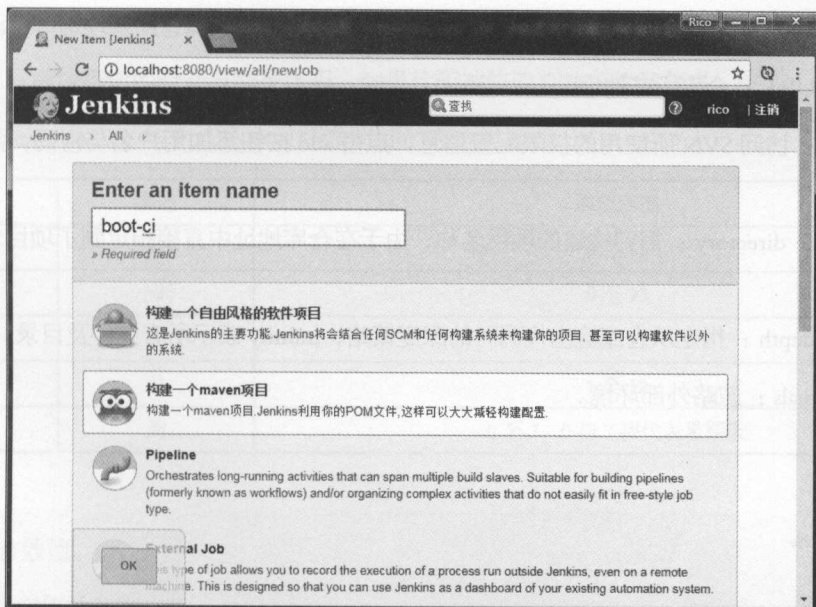 Rico
New Item [Jenkins]
localhost:8080/view/all/newJob
Jenkins
查找
rico
| 注销
Jenkins
All
Enter an item name
boot-ci
» Required field
构建一个自由风格的软件项目
这是Jenkins的主要功能.Jenkins将会结合任何SCM和任何构建系统来构建你的项目, 甚至可以构建软件以外
的系统.
构建一个maven项目
构建一个maven项目.Jenkins利用你的POM文件,这样可以大大减轻构建配置.
Pipeline
Orchestrates long-running activities that can span multiple build slaves. Suitable for building pipelines
(formerly known as workflows) and/or organizing complex activities that do not easily fit in free-style job
type.
External Job
OK
type of job allows you to record the execution of a process run outside Jenkins, even on a remote
machine. This is designed so that you can use Jenkins as a dashboard of your existing automation system.